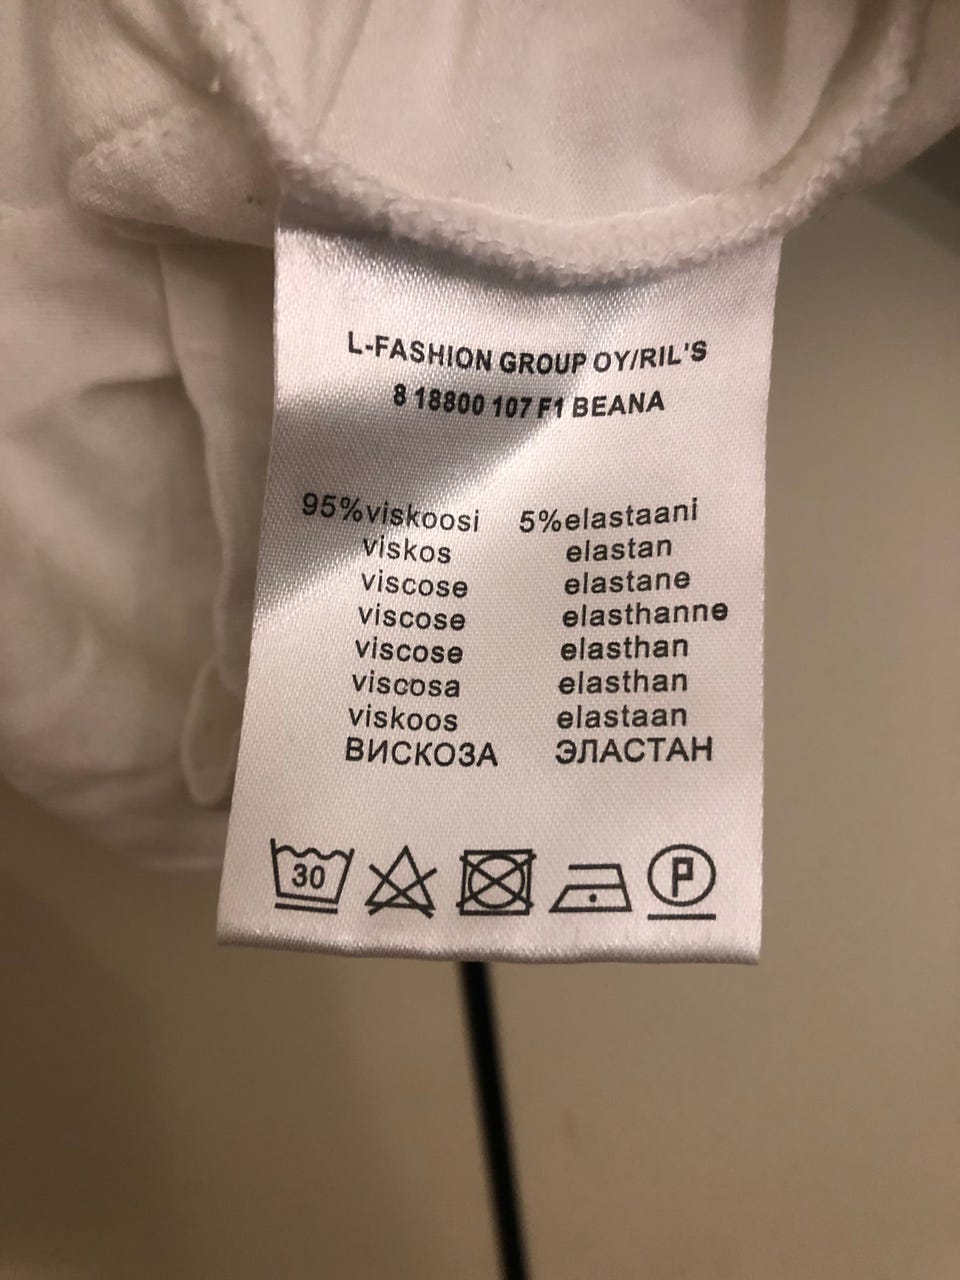 L-FASHION GROUP OY/RIL'S
8 18800 107 F1 BEANA
95%viskoosi 5%elastaani
viskos elastan
viscose elastane
viscose elasthanne
viscose elasthan
viscosa elasthan
viskoos elastaan
ВИСКОЗА ЭЛАСТАН
30 P